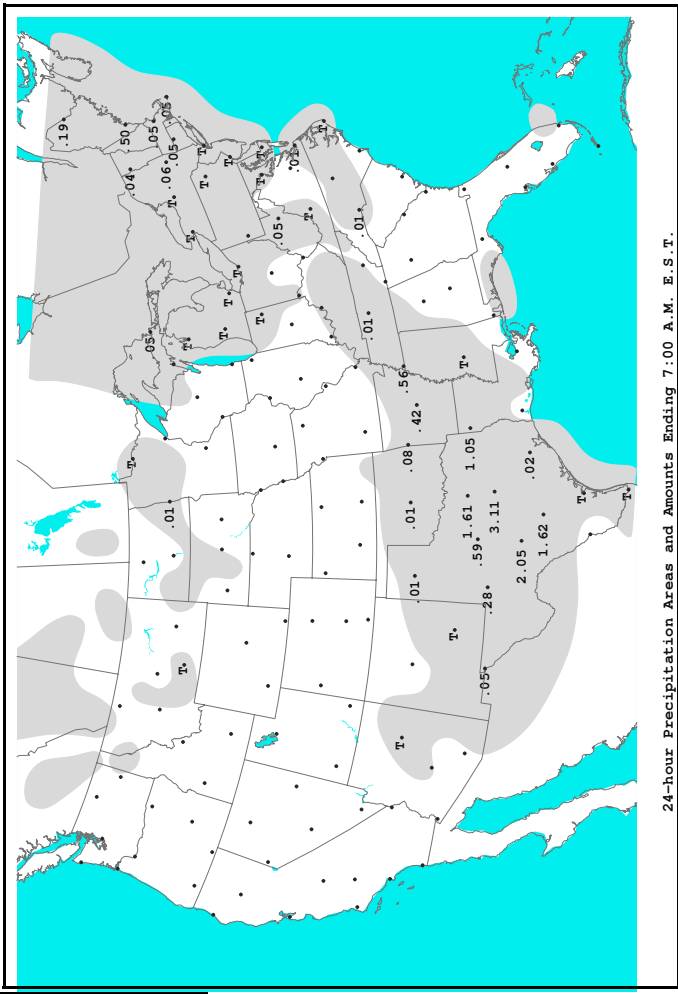 .19
.50
T
.04
.05
.05
.06
.05
.01
.05
T
T
T
T
T
T
T
T
T
T
T
T
T
.05
.01
T
T
.01
.01
T
.56
.08
.01
.01
.42
T
T
1.61
1.05
.59
.05
.28
3.11
2.05
.02
1.62
T
T
24-hour Precipitation Areas and Amounts Ending 7:00 A.M. E.S.T.